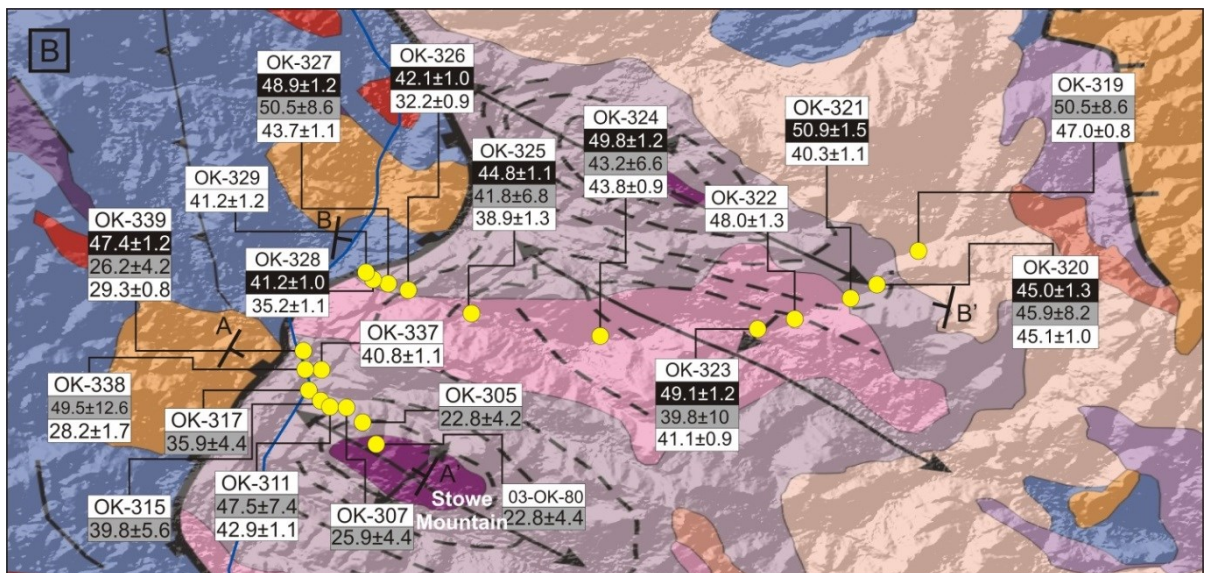 B
OK-327
48.9±1.2
50.5±8.6
43.7±1.1
OK-326
42.1±1.0
32.2±0.9
OK-325
44.8±1.1
41.8±6.8
38.9±1.3
OK-324
49.8±1.2
43.2±6.6
43.8±0.9
OK-321
50.9±1.5
40.3±1.1
OK-319
50.5±8.6
47.0±0.8
OK-329
41.2±1.2
OK-322
48.0±1.3
OK-339
47.4±1.2
26.2±4.2
29.3±0.8
B
OK-328
41.2±1.0
35.2±1.1
OK-320
45.0±1.3
45.9±8.2
45.1±1.0
B'
A
OK-337
40.8±1.1
OK-323
49.1±1.2
39.8±10
41.1±0.9
OK-338
49.5±12.6
28.2±1.7
OK-317
35.9±4.4
OK-305
22.8±4.2
A'
OK-315
39.8±5.6
OK-311
47.5±7.4
42.9±1.1
OK-307
25.9±4.4
Stowe
Mountain
03-OK-80
22.8±4.4